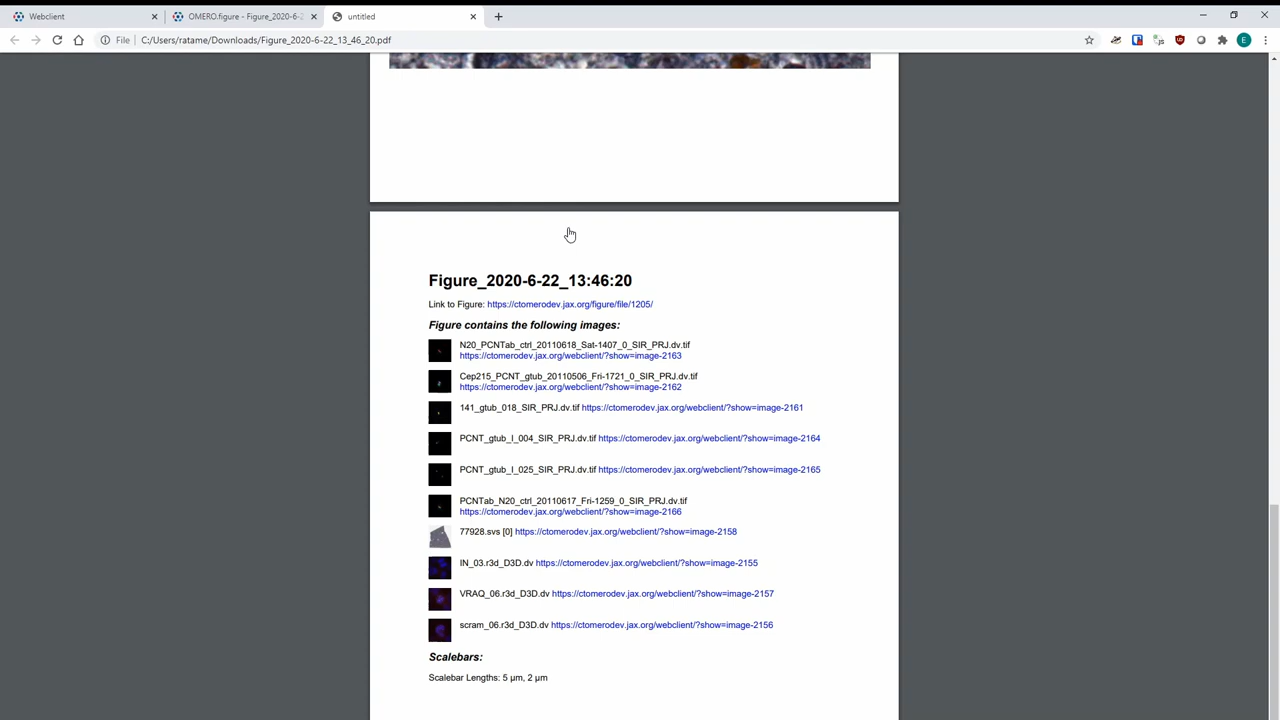 Webclient
OMERO.figure - Figure_2020-6-2
untitled
File
C:/Users/ratame/Downloads/Figure_2020-6-22_13_46_20.pdf
E
Figure_2020-6-22_13:46:20
Link to Figure: https://ctomerodev.jax.org/figure/file/1205/
Figure contains the following images:
N20_PCNTab_ctrl_20110618_Sat-1407_0_SIR_PRJ.dv.tif
https://ctomerodev.jax.org/webclient/?show=image-2163
Cep215_PCNT_gtub_20110506_Fri-1721_0_SIR_PRJ.dv.tif
https://ctomerodev.jax.org/webclient/?show=image-2162
141_gtub_018_SIR_PRJ.dv.tif https://ctomerodev.jax.org/webclient/?show=image-2161
PCNT_gtub_I_004_SIR_PRJ.dv.tif https://ctomerodev.jax.org/webclient/?show=image-2164
PCNT_gtub_I_025_SIR_PRJ.dv.tif https://ctomerodev.jax.org/webclient/?show=image-2165
PCNTab_N20_ctrl_20110617_Fri-1259_0_SIR_PRJ.dv.tif
https://ctomerodev.jax.org/webclient/?show=image-2166
77928.svs [0] https://ctomerodev.jax.org/webclient/?show=image-2158
IN_03.r3d_D3D.dv https://ctomerodev.jax.org/webclient/?show=image-2155
VRAQ_06.r3d_D3D.dv https://ctomerodev.jax.org/webclient/?show=image-2157
scram_06.r3d_D3D.dv https://ctomerodev.jax.org/webclient/?show=image-2156
Scalebars:
Scalebar Lengths: 5 µm, 2 µm